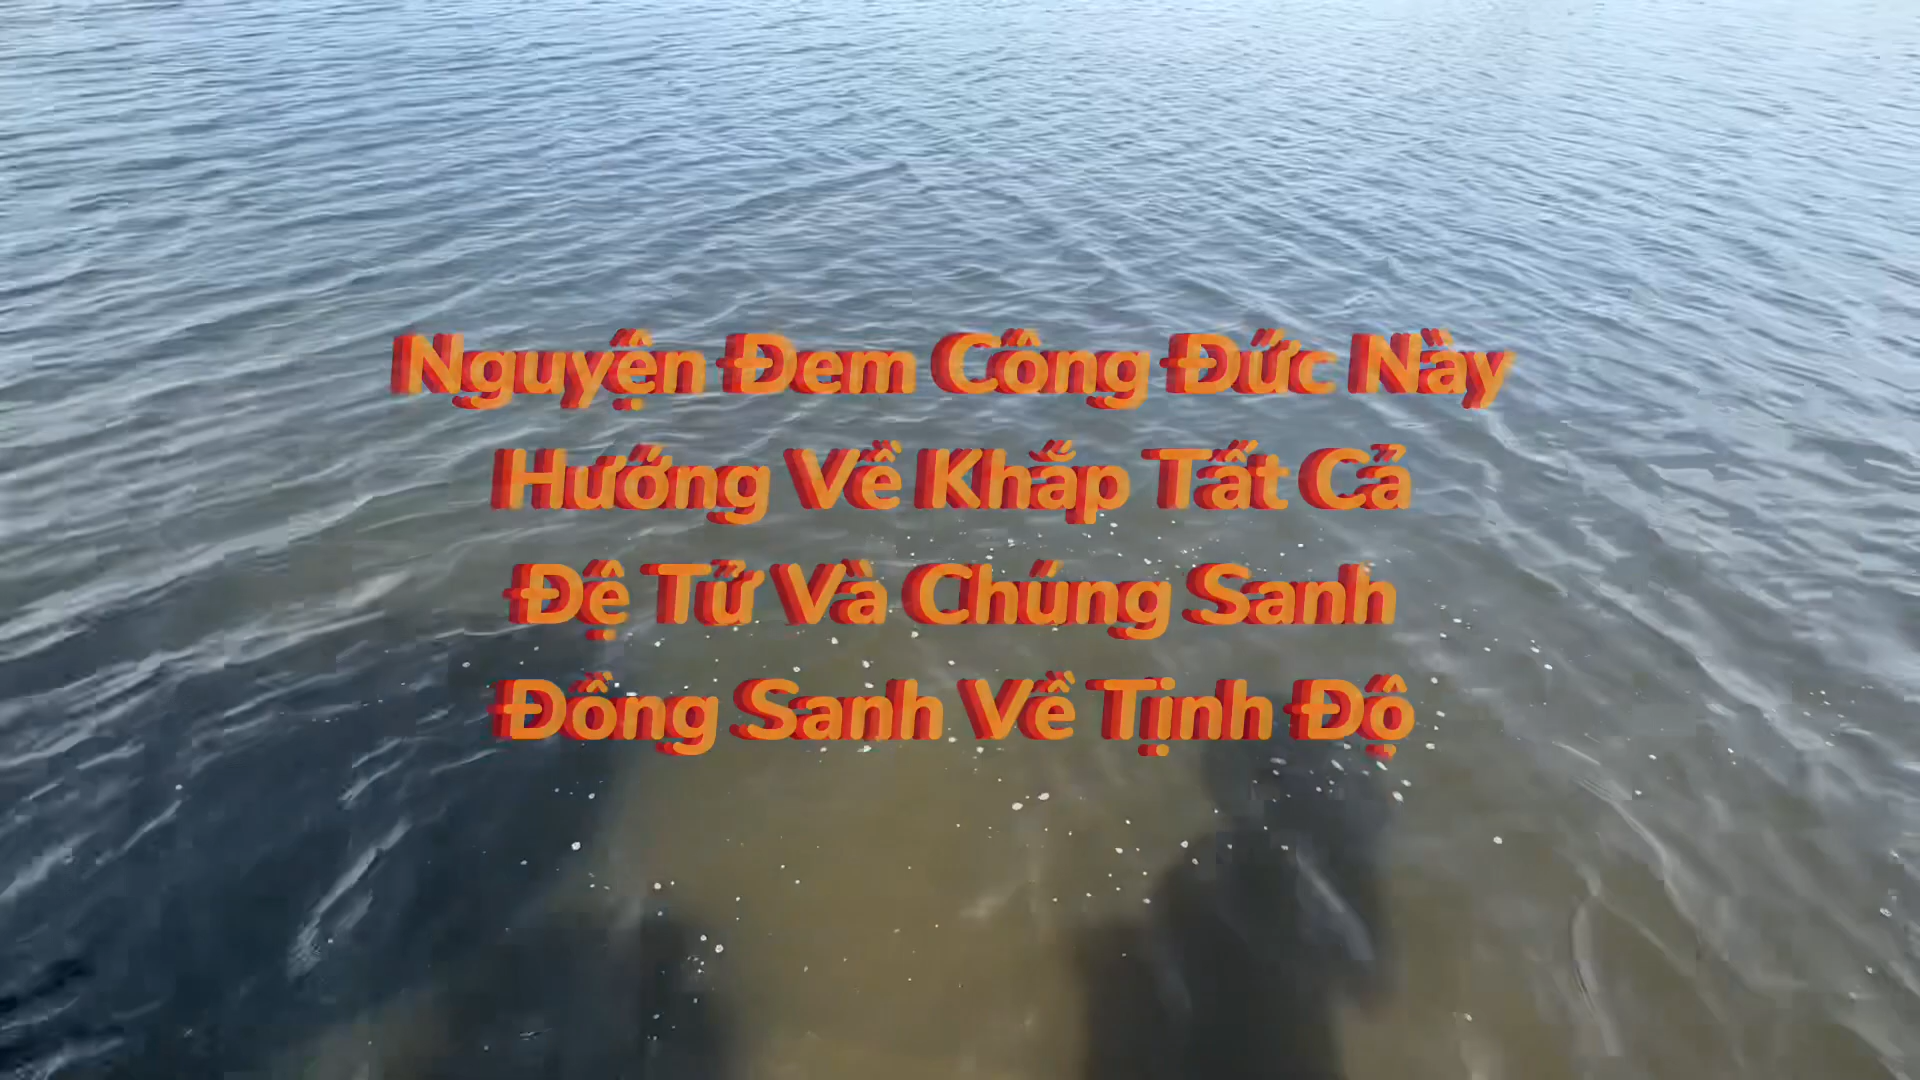 Nguyện Đem Công Đức Nầy
Hướng Về Khắp Tất Cả
Đệ Tử Và Chúng Sanh
Đồng Sanh Về Tịnh Độ